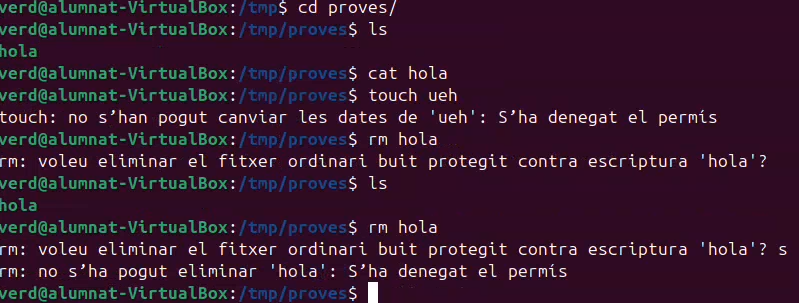 verd@alumnat-VirtualBox:/tmp$ cd proves/
verd@alumnat-VirtualBox:/tmp/proves$ ls
hola
verd@alumnat-VirtualBox:/tmp/proves$ cat hola
verd@alumnat-VirtualBox:/tmp/proves$ touch ueh
touch: no s’han pogut canviar les dates de 'ueh': S’ha denegat el permís
verd@alumnat-VirtualBox:/tmp/proves$ rm hola
rm: voleu eliminar el fitxer ordinari buit protegit contra escriptura 'hola'?
verd@alumnat-VirtualBox:/tmp/proves$ ls
hola
verd@alumnat-VirtualBox:/tmp/proves$ rm hola
rm: voleu eliminar el fitxer ordinari buit protegit contra escriptura 'hola'? s
rm: no s’ha pogut eliminar 'hola': S’ha denegat el permís
verd@alumnat-VirtualBox:/tmp/proves$